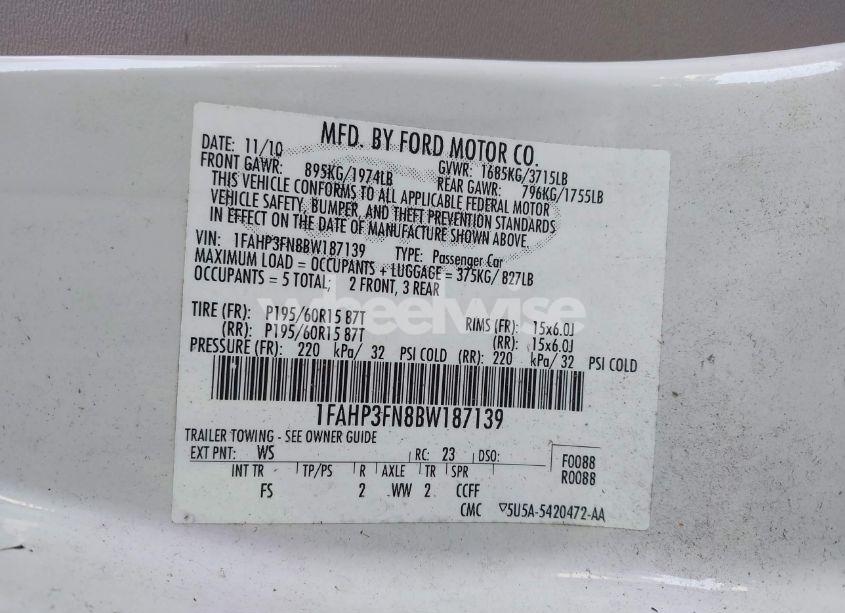 MFD. BY FORD MOTOR CO.
DATE: 11/10 GVWR: 1685KG/3715LB
FRONT GAWR: 895KG/1974LB REAR GAWR: 796KG/1755LB
THIS VEHICLE CONFORMS TO ALL APPLICABLE FEDERAL MOTOR
VEHICLE SAFETY, BUMPER, AND THEFT PREVENTION STANDARDS
IN EFFECT ON THE DATE OF MANUFACTURE SHOWN ABOVE.
VIN: 1FAHP3FN8BW187139 TYPE: Passenger Car
MAXIMUM LOAD = OCCUPANTS + LUGGAGE = 375KG/ 827LB
OCCUPANTS = 5 TOTAL; 2 FRONT, 3 REAR
wheelwise
TIRE (FR): P195/60R15 87T RIMS (FR): 15x6.0J
(RR): P195/60R15 87T (RR): 15x6.0J
PRESSURE (FR): 220 kPa/ 32 PSI COLD (RR): 220 kPa/ 32 PSI COLD
1FAHP3FN8BW187139
TRAILER TOWING - SEE OWNER GUIDE
EXT PNT: WS RC: 23 DSO: F0088
R0088
INT TR TP/PS R AXLE TR SPR
FS 2 WW 2 CCFF
CMC ▽5U5A-5420472-AA